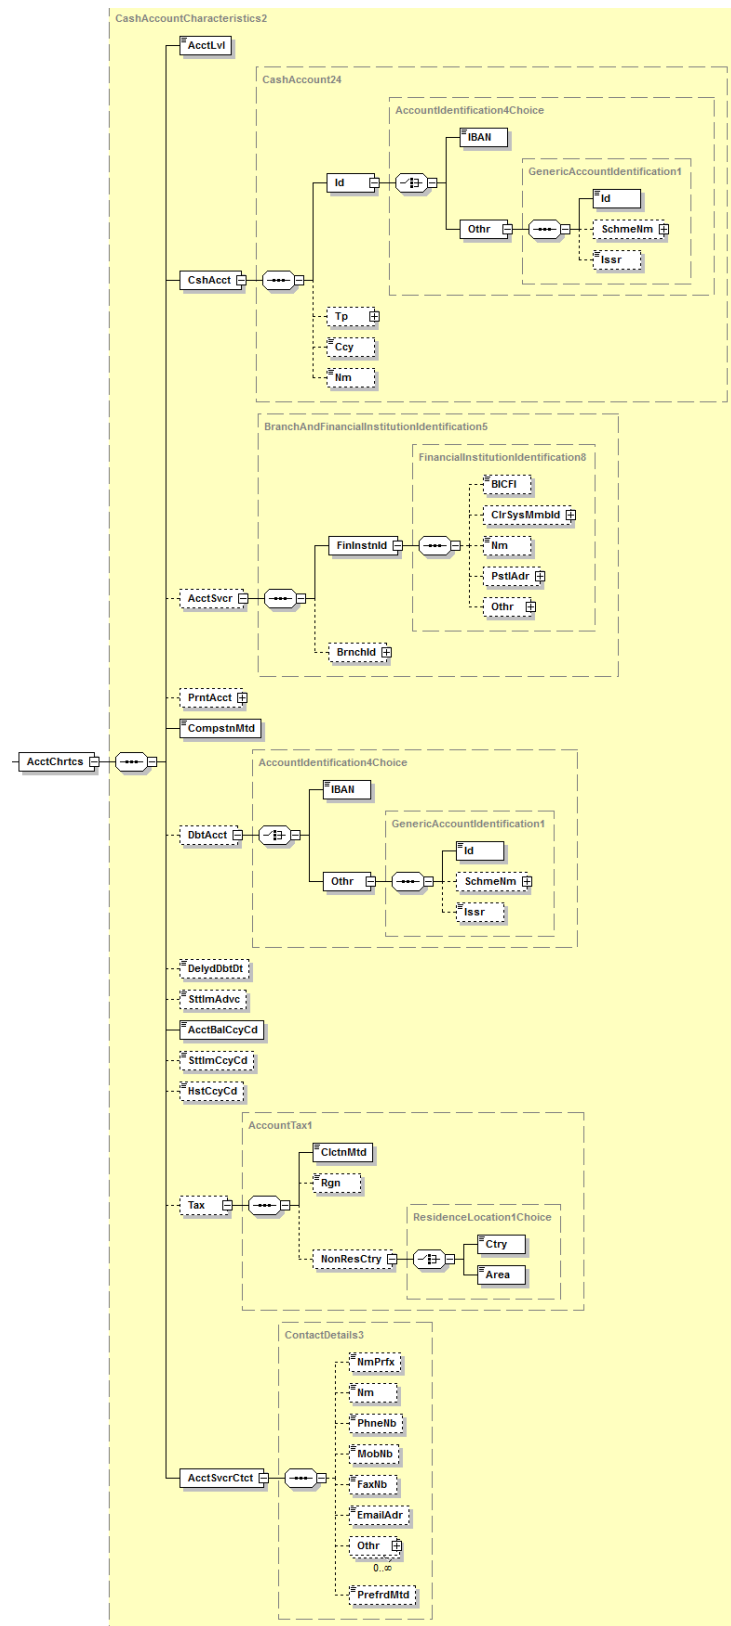 CashAccountCharacteristics2
AcctLvl
CashAccount24
AccountIdentification4Choice
IBAN
GenericAccountIdentification1
Id
Id
Othr
SchmeNm
Issr
CshAcct
Tp
Ccy
Nm
BranchAndFinancialInstitutionIdentification5
FinancialInstitutionIdentification8
BICFI
ClrSysMmbId
FinInstnId
Nm
PstlAdr
AcctSvcr
Othr
BrnchId
PrntAcct
CompstnMtd
AcctChrtcs
AccountIdentification4Choice
IBAN
GenericAccountIdentification1
DbtAcct
Id
Othr
SchmeNm
Issr
DelydDbtDt
SttlmAdvc
AcctBalCcyCd
SttlmCcyCd
HstCcyCd
AccountTax1
ClctnMtd
Rgn
Tax
ResidenceLocation1Choice
Ctry
NonResCtry
Area
ContactDetails3
NmPrfx
Nm
PhneNb
MobNb
AcctSvcrCtct
FaxNb
EmailAdr
Othr
0..∞
PrefrdMtd